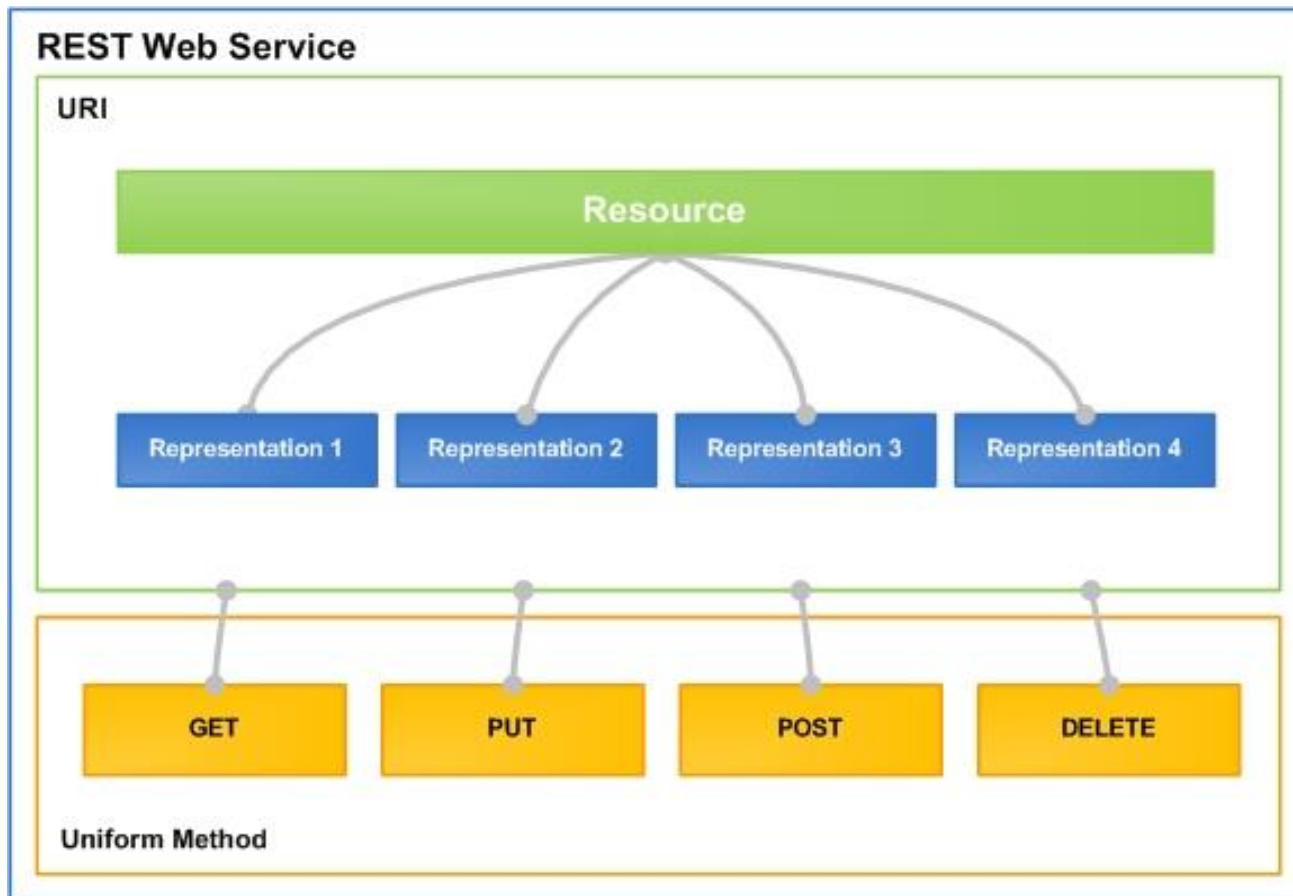 REST Web Service
URI
Resource
Representation 1
Representation 2
Representation 3
Representation 4
GET
PUT
POST
DELETE
Uniform Method